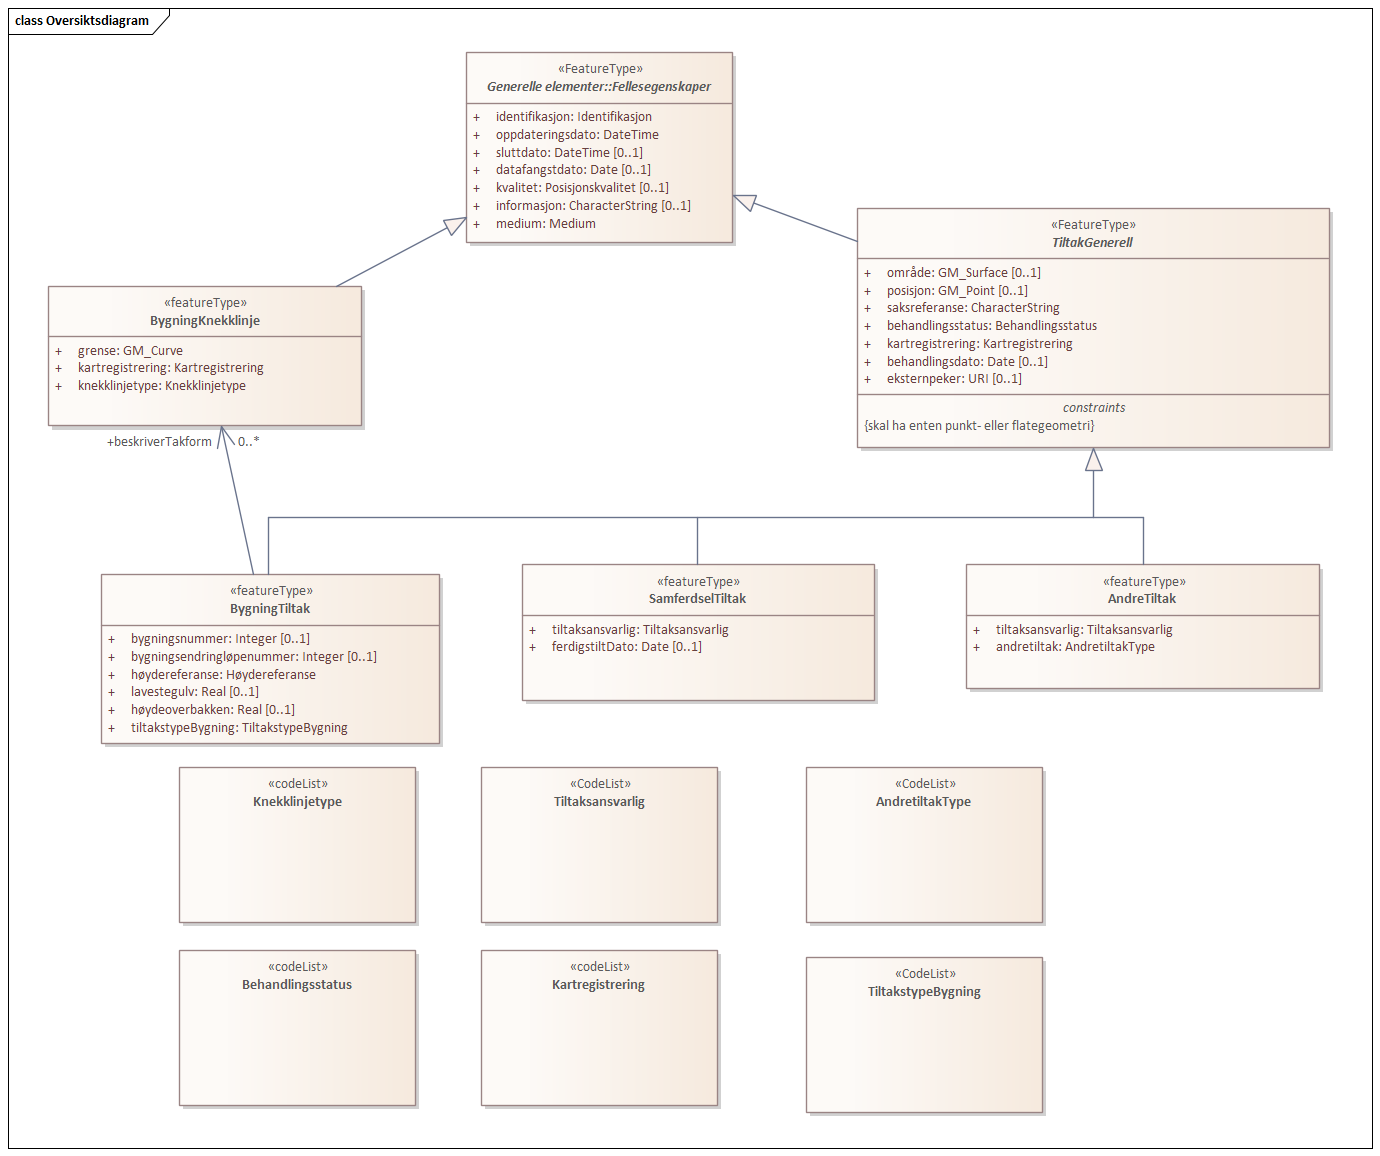 class Oversiktsdiagram
«FeatureType»
Generelle elementer::Fellesegenskaper
+ identifikasjon: Identifikasjon
+ oppdateringsdato: DateTime
+ sluttdato: DateTime [0..1]
+ datafangstdato: Date [0..1]
+ kvalitet: Posisjonskvalitet [0..1]
+ informasjon: CharacterString [0..1]
+ medium: Medium
«FeatureType»
TiltakGenerell
+ område: GM_Surface [0..1]
+ posisjon: GM_Point [0..1]
+ saksreferanse: CharacterString
+ behandlingsstatus: Behandlingsstatus
+ kartregistrering: Kartregistrering
+ behandlingsdato: Date [0..1]
+ eksternpeker: URI [0..1]
constraints
{skal ha enten punkt- eller flategeometri}
«featureType»
BygningKnekklinje
+ grense: GM_Curve
+ kartregistrering: Kartregistrering
+ knekklinjetype: Knekklinjetype
+beskriverTakform 0..*
«featureType»
BygningTiltak
+ bygningsnummer: Integer [0..1]
+ bygningsendringløpenummer: Integer [0..1]
+ høydereferanse: Høydereferanse
+ lavestegulv: Real [0..1]
+ høydeoverbakken: Real [0..1]
+ tiltakstypeBygning: TiltakstypeBygning
«featureType»
SamferdselTiltak
+ tiltaksansvarlig: Tiltaksansvarlig
+ ferdigstiltDato: Date [0..1]
«featureType»
AndreTiltak
+ tiltaksansvarlig: Tiltaksansvarlig
+ andretiltak: AndretiltakType
«codeList»
Knekklinjetype
«CodeList»
Tiltaksansvarlig
«CodeList»
AndretiltakType
«codeList»
Behandlingsstatus
«codeList»
Kartregistrering
«CodeList»
TiltakstypeBygning